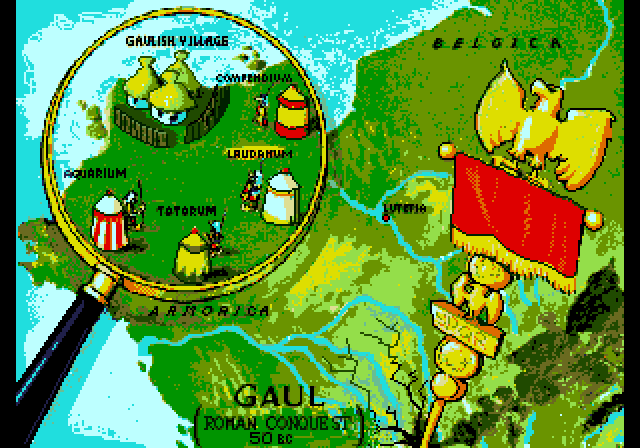 GAULISH VILLAGE
BELGICA
COMPENDIUM
LAUDANUM
AQUARIUM
TOTORUM
LUTETIA
ARMORICA
GAUL
ROMAN CONQUEST
50 BC